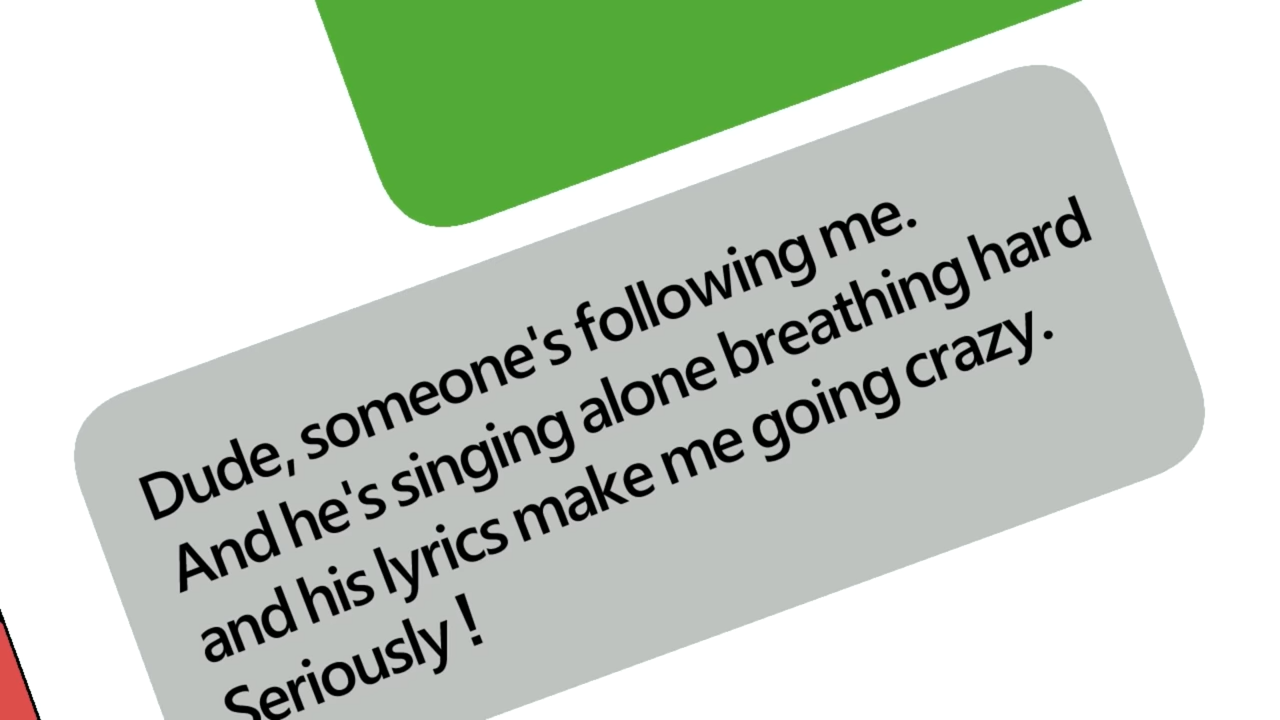 Dude, someone's following me.
And he's singing alone breathing hard
and his lyrics make me going crazy.
Seriously !